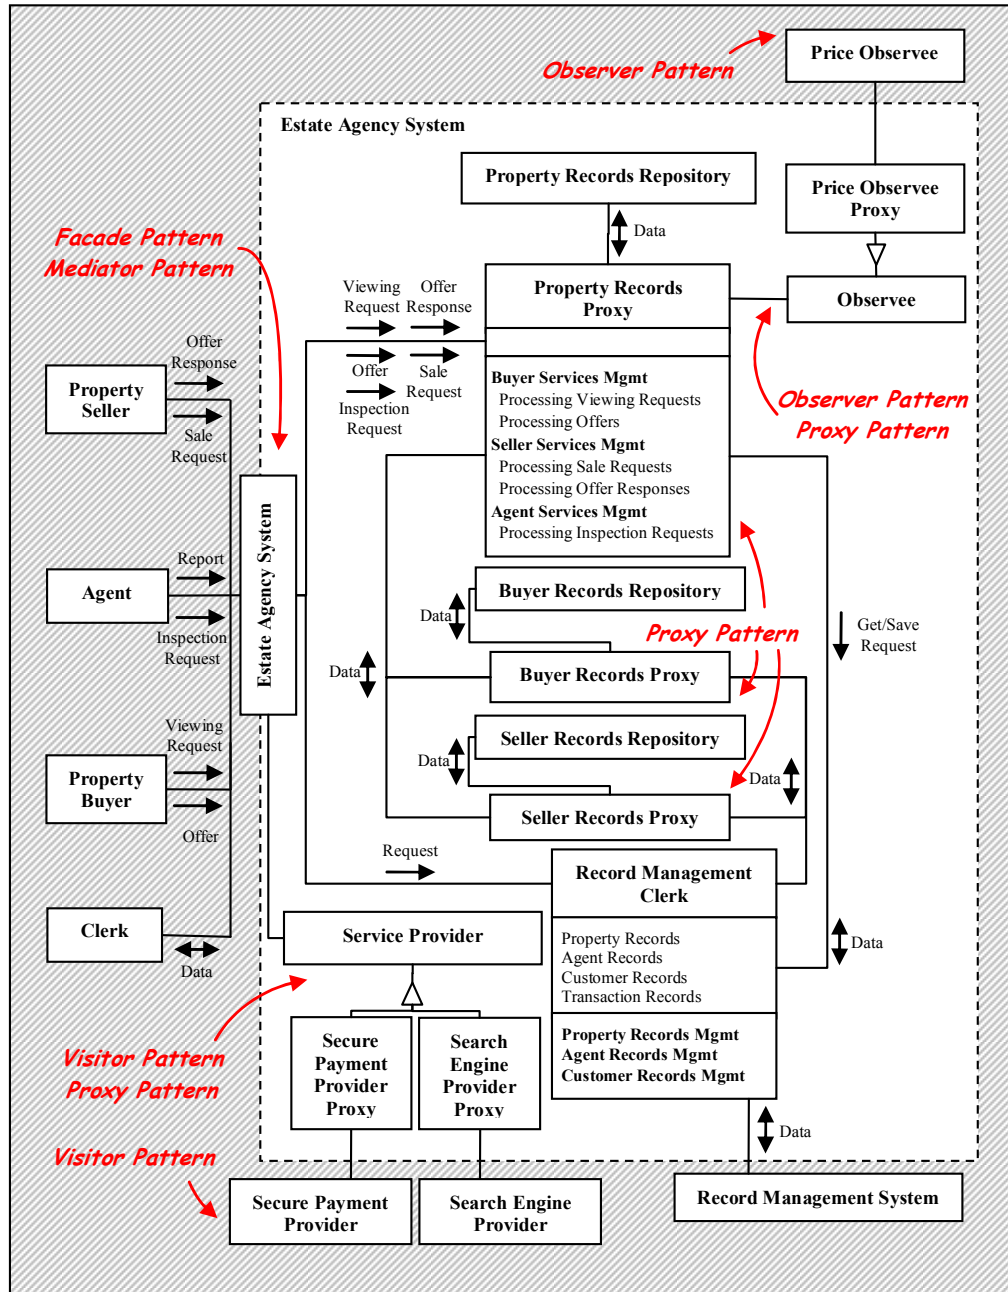 Observer Pattern
Price Observee
Estate Agency System
Property Records Repository
Price Observee
Proxy
Data
Facade Pattern
Mediator Pattern
Viewing
Request
Offer
Response
Property Records
Proxy
Observee
Offer
Response
Offer
Sale
Request
Inspection
Request
Property
Seller
Sale
Request
Buyer Services Mgmt
Processing Viewing Requests
Processing Offers
Seller Services Mgmt
Processing Sale Requests
Processing Offer Responses
Agent Services Mgmt
Processing Inspection Requests
Observer Pattern
Proxy Pattern
Estate Agency System
Report
Agent
Inspection
Request
Buyer Records Repository
Data
Proxy Pattern
Get/Save
Request
Data
Buyer Records Proxy
Viewing
Request
Seller Records Repository
Data
Data
Property
Buyer
Seller Records Proxy
Offer
Request
Record Management
Clerk
Clerk
Data
Service Provider
Property Records
Agent Records
Customer Records
Transaction Records
Data
Visitor Pattern
Proxy Pattern
Secure
Payment
Provider
Proxy
Search
Engine
Provider
Proxy
Property Records Mgmt
Agent Records Mgmt
Customer Records Mgmt
Data
Visitor Pattern
Secure Payment
Provider
Search Engine
Provider
Record Management System